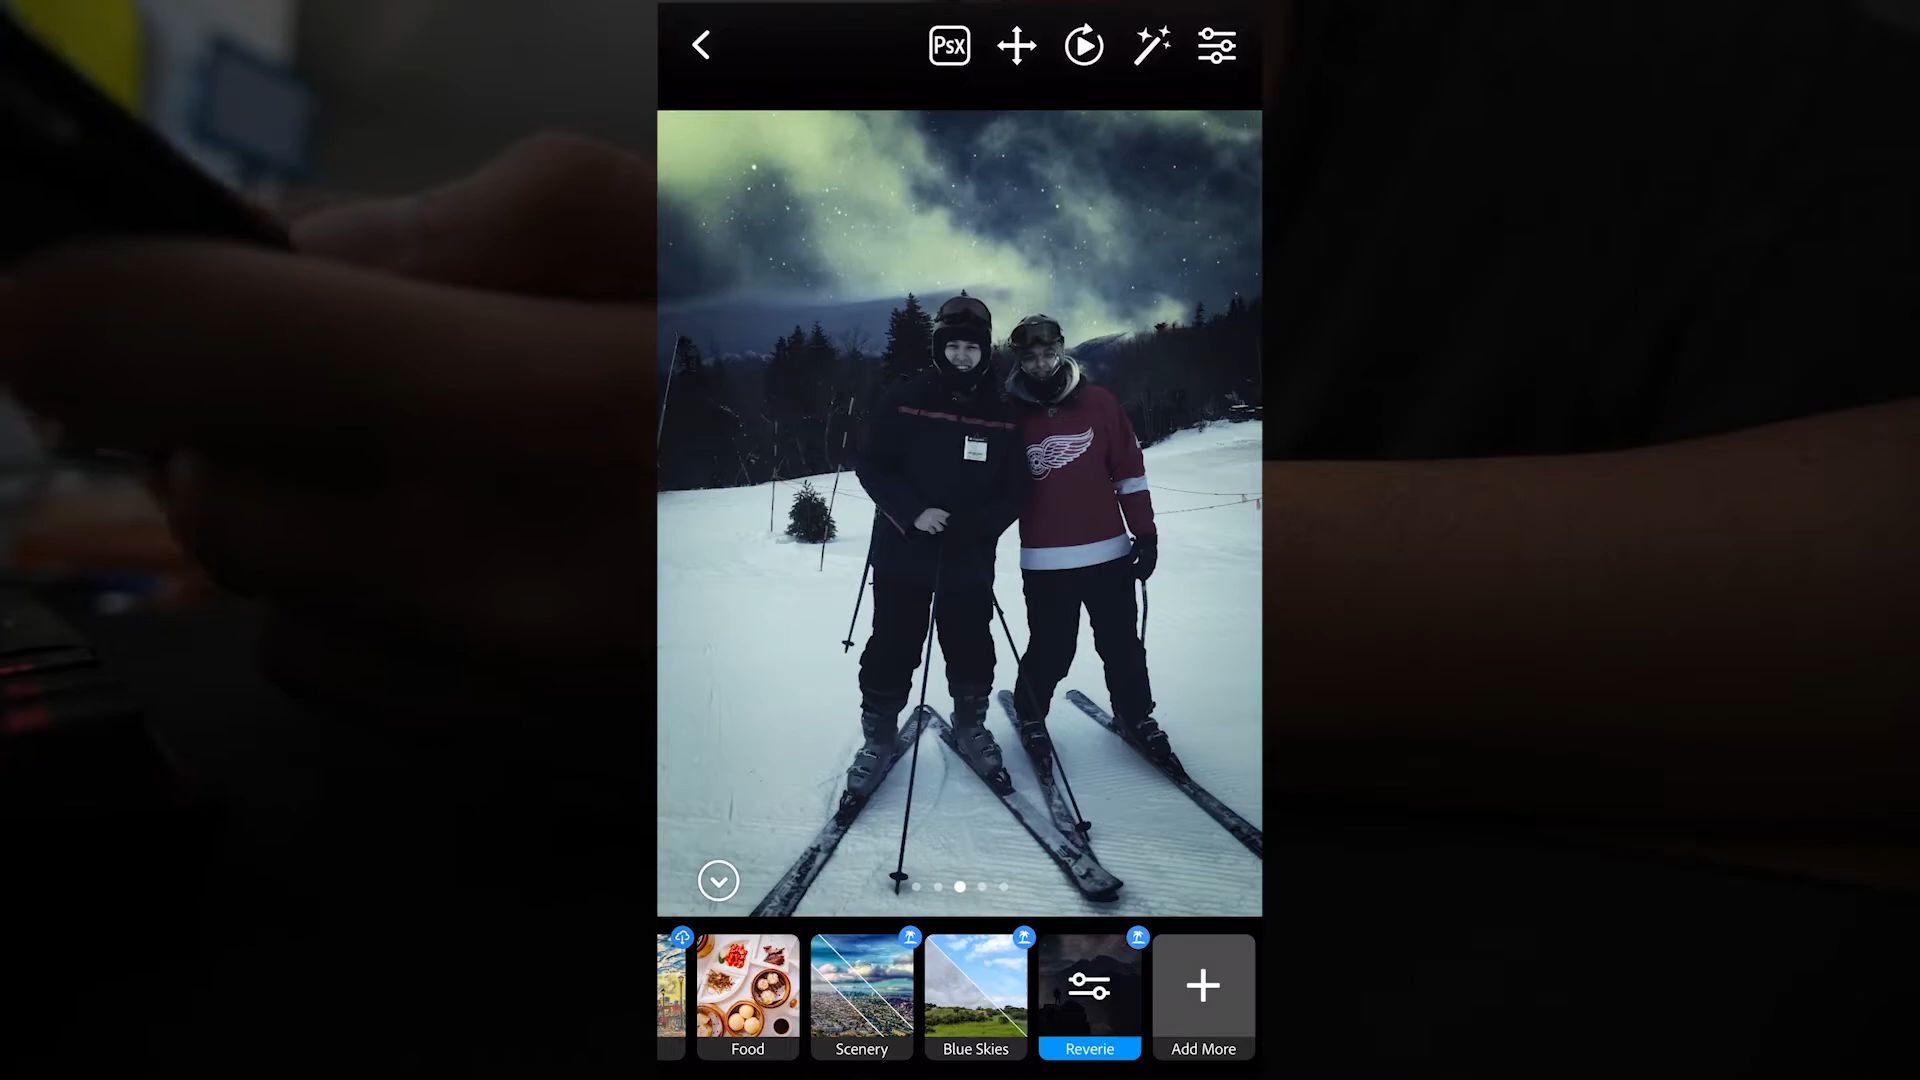 Psx
Food
Scenery
Blue Skies
Reverie
Add More